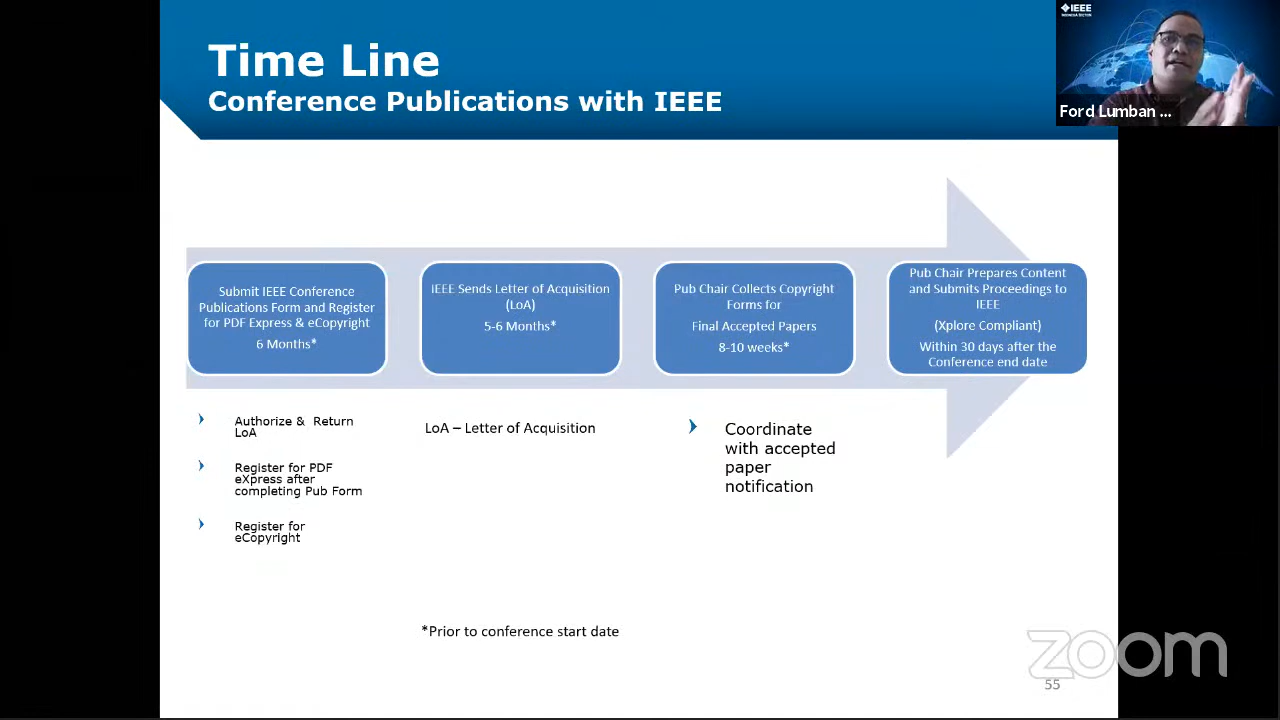 Time Line
Conference Publications with IEEE
IEEE
INDONESIA SECTION
Ford Lumban ...
Submit IEEE Conference
Publications Form and Register
for PDF Express & eCopyright
6 Months*
IEEE Sends Letter of Acquisition
(LoA)
5-6 Months*
Pub Chair Collects Copyright
Forms for
Final Accepted Papers
8-10 weeks*
Pub Chair Prepares Content
and Submits Proceedings to
IEEE
(Xplore Compliant)
Within 30 days after the
Conference end date
Authorize & Return
LoA
Register for PDF
eXpress after
completing Pub Form
Register for
eCopyright
LoA – Letter of Acquisition
Coordinate
with accepted
paper
notification
*Prior to conference start date
zoom
55